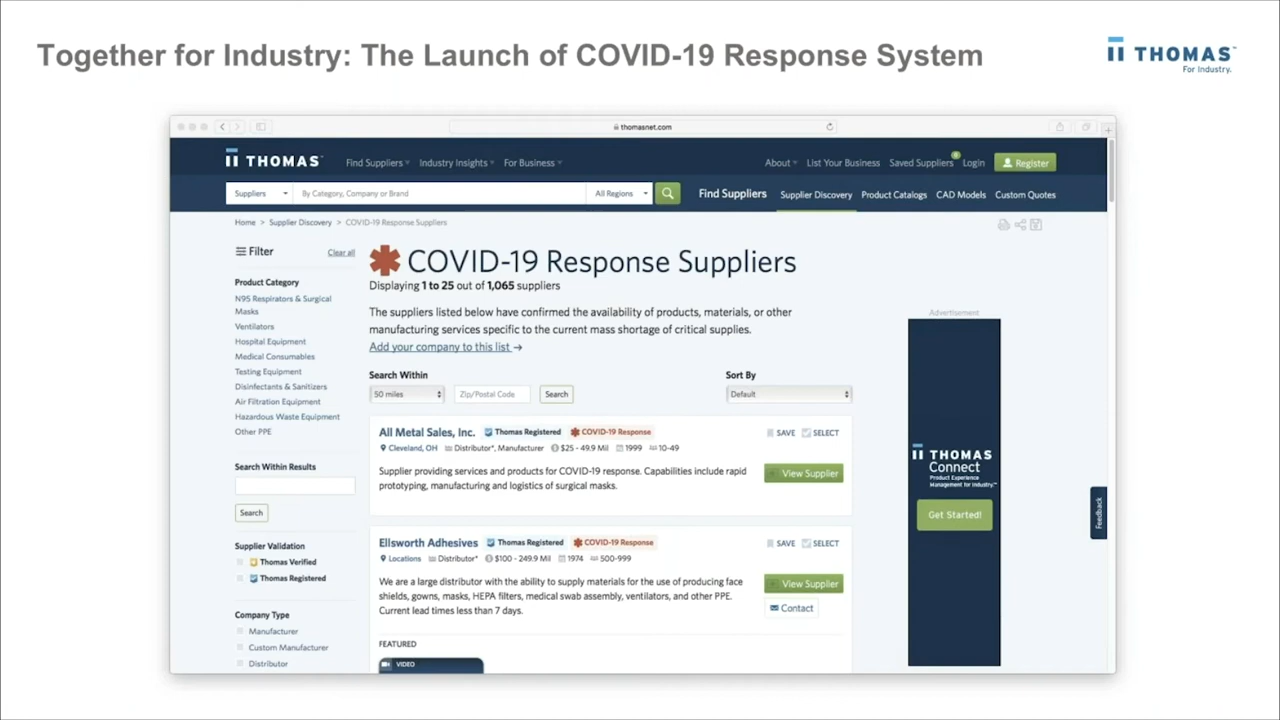 Together for Industry: The Launch of COVID-19 Response System
THOMAS™
For Industry.
thomasnet.com
THOMAS™
Find Suppliers
Industry Insights
For Business
About
List Your Business
Saved Suppliers
0
Login
Register
Suppliers
By Category, Company or Brand
All Regions
Find Suppliers
Supplier Discovery
Product Catalogs
CAD Models
Custom Quotes
Home > Supplier Discovery > COVID-19 Response Suppliers
Filter
Clear all
Product Category
N95 Respirators & Surgical
Masks
Ventilators
Hospital Equipment
Medical Consumables
Testing Equipment
Disinfectants & Sanitizers
Air Filtration Equipment
Hazardous Waste Equipment
Other PPE
Search Within Results
Search
Supplier Validation
Thomas Verified
Thomas Registered
Company Type
Manufacturer
Custom Manufacturer
Distributor
COVID-19 Response Suppliers
Displaying 1 to 25 out of 1,065 suppliers
The suppliers listed below have confirmed the availability of products, materials, or other
manufacturing services specific to the current mass shortage of critical supplies.
Add your company to this list →
Search Within
50 miles
Zip/Postal Code
Search
Sort By
Default
All Metal Sales, Inc. Thomas Registered COVID-19 Response
SAVE SELECT
Cleveland, OH Distributor*, Manufacturer $25 - 49.9 Mil 1999 10-49
Supplier providing services and products for COVID-19 response. Capabilities include rapid
prototyping, manufacturing and logistics of surgical masks.
View Supplier
Ellsworth Adhesives Thomas Registered COVID-19 Response
SAVE SELECT
Locations Distributor* $100 - 249.9 Mil 1974 500-999
We are a large distributor with the ability to supply materials for the use of producing face
shields, gowns, masks, HEPA filters, medical swab assembly, ventilators, and other PPE.
Current lead times less than 7 days.
View Supplier
Contact
FEATURED
VIDEO
Advertisement
THOMAS
Connect
Product Experience
Management for Industry.™
Get Started!
Feedback